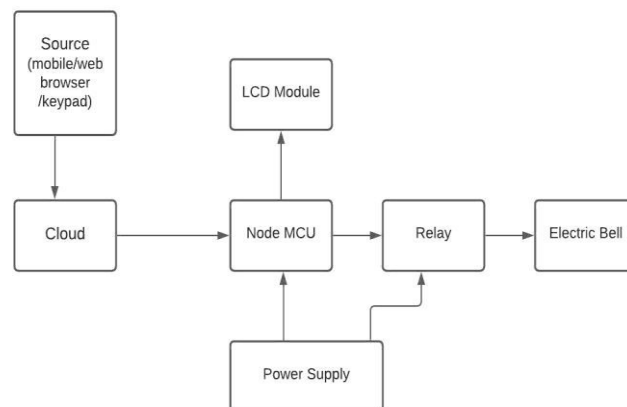 Source
(mobile/web
browser
/keypad)
LCD Module
Cloud
Node MCU
Relay
Electric Bell
Power Supply